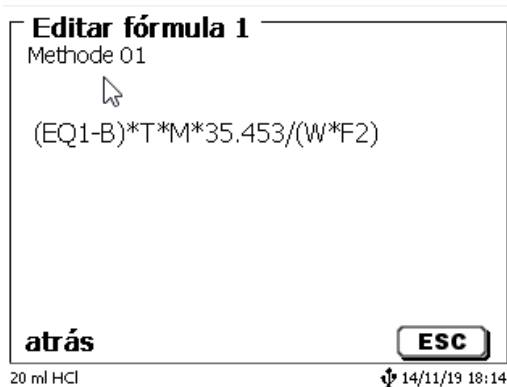 Editar fórmula 1
Methode 01
(EQ1-B)*T*M*35.453/(W*F2)
atrás
ESC
20 ml HCl
14/11/19 18:14